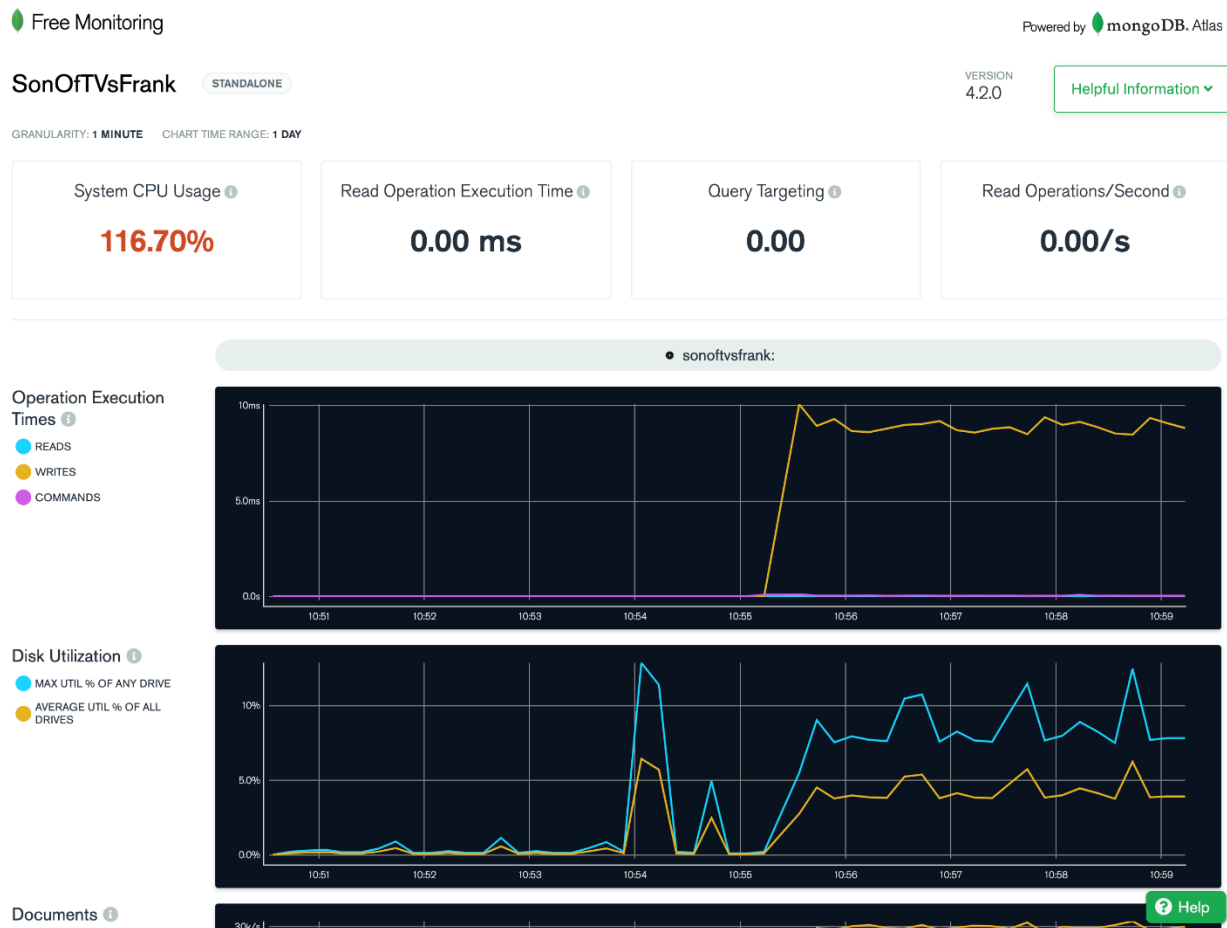 Free Monitoring
Powered by mongoDB. Atlas
SonOfTVsFrank STANDALONE
VERSION
4.2.0
Helpful Information
GRANULARITY: 1 MINUTE CHART TIME RANGE: 1 DAY
System CPU Usage
116.70%
Read Operation Execution Time
0.00 ms
Query Targeting
0.00
Read Operations/Second
0.00/s
sonoftvsfrank:
Operation Execution
Times
READS
WRITES
COMMANDS
10ms
5.0ms
0.0s
10:51 10:52 10:53 10:54 10:55 10:56 10:57 10:58 10:59
Disk Utilization
MAX UTIL % OF ANY DRIVE
AVERAGE UTIL % OF ALL
DRIVES
10%
5.0%
0.0%
10:51 10:52 10:53 10:54 10:55 10:56 10:57 10:58 10:59
Documents
30k/s
Help